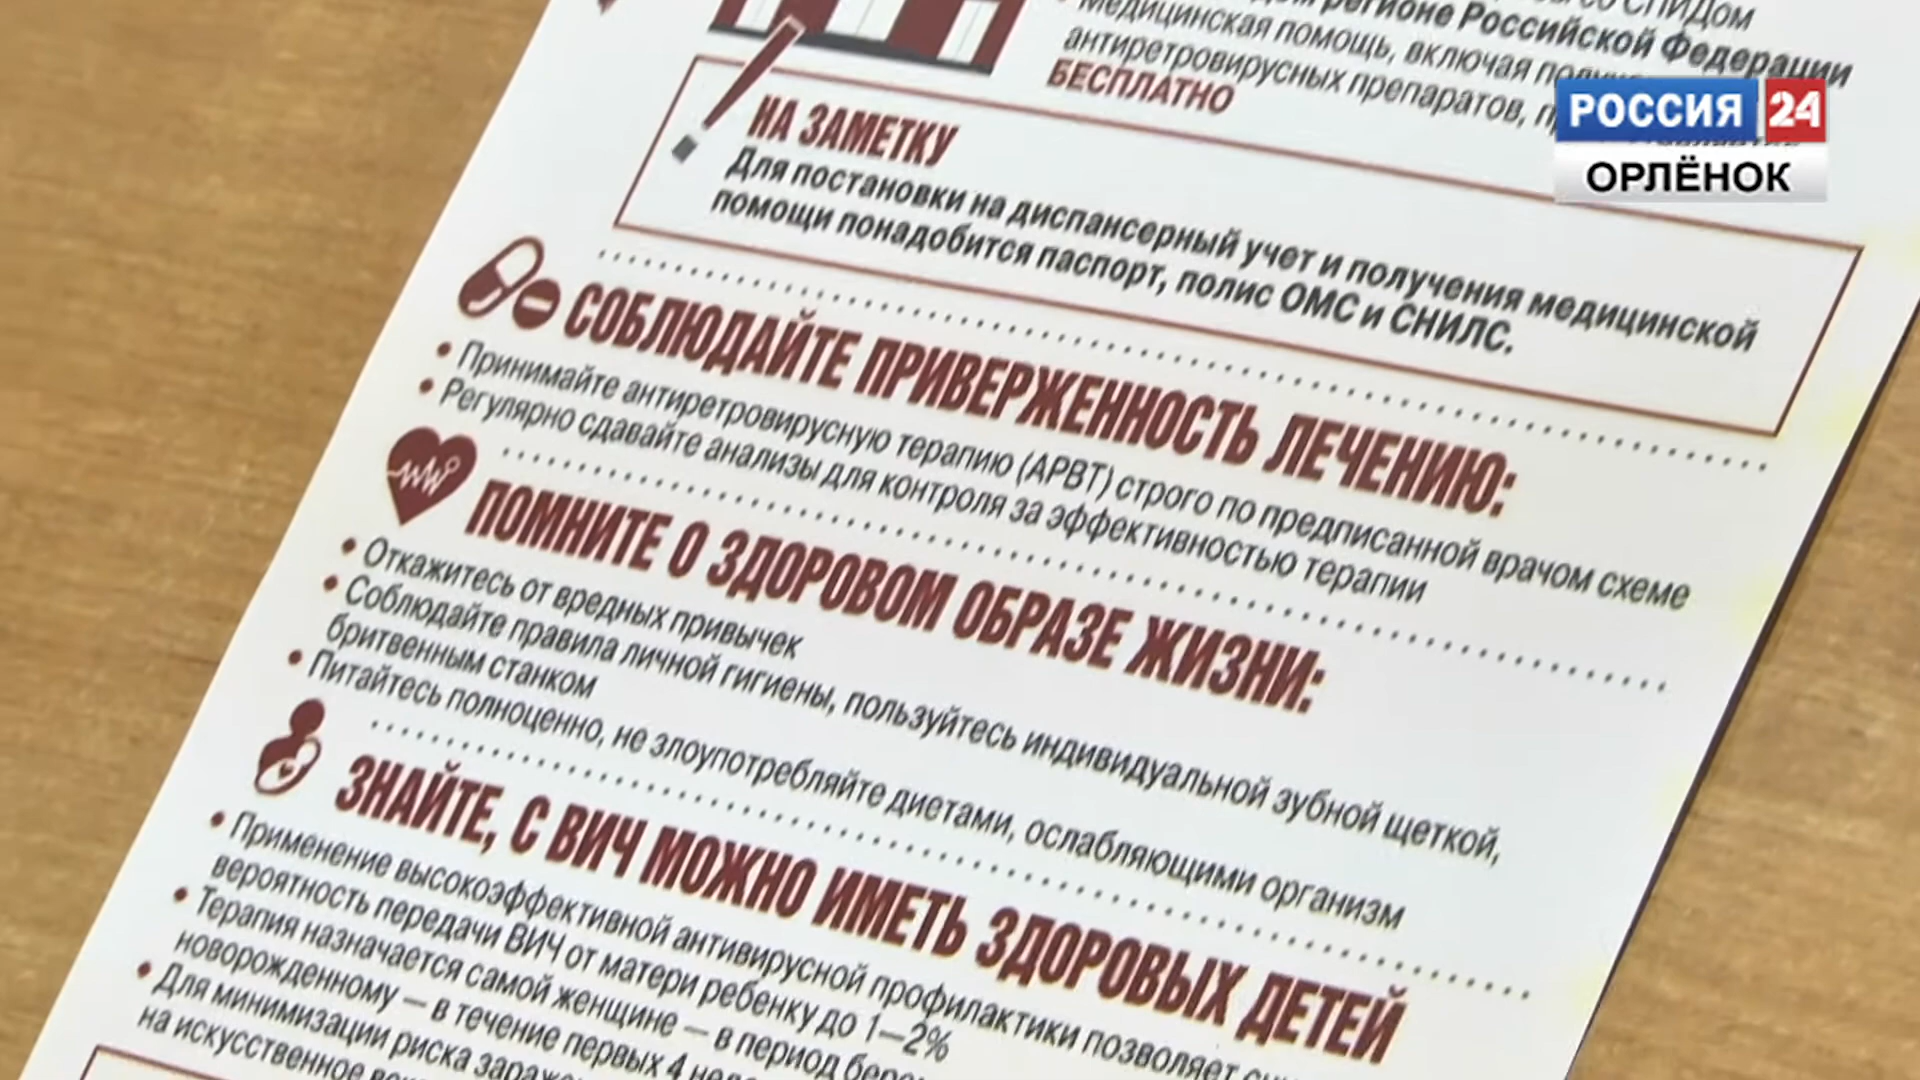 со СПИДом
регионе Российской Федерации
Медицинская помощь, включая
антиретровирусных препаратов,
БЕСПЛАТНО
РОССИЯ 24
ОРЛЁНОК
НА ЗАМЕТКУ
Для постановки на диспансерный учет и получения медицинской
помощи понадобится паспорт, полис ОМС и СНИЛС.
СОБЛЮДАЙТЕ ПРИВЕРЖЕННОСТЬ ЛЕЧЕНИЮ:
• Принимайте антиретровирусную терапию (АРВТ) строго по предписанной врачом схеме
• Регулярно сдавайте анализы для контроля за эффективностью терапии
ПОМНИТЕ О ЗДОРОВОМ ОБРАЗЕ ЖИЗНИ:
• Откажитесь от вредных привычек
• Соблюдайте правила личной гигиены, пользуйтесь индивидуальной зубной щеткой,
бритвенным станком
• Питайтесь полноценно, не злоупотребляйте диетами, ослабляющими организм
ЗНАЙТЕ, С ВИЧ МОЖНО ИМЕТЬ ЗДОРОВЫХ ДЕТЕЙ
• Применение высокоэффективной антивирусной профилактики позволяет
вероятность передачи ВИЧ от матери ребенку до 1—2%
• Терапия назначается самой женщине — в период
новорожденному — в течение первых 4
• Для минимизации риска
на искусственное